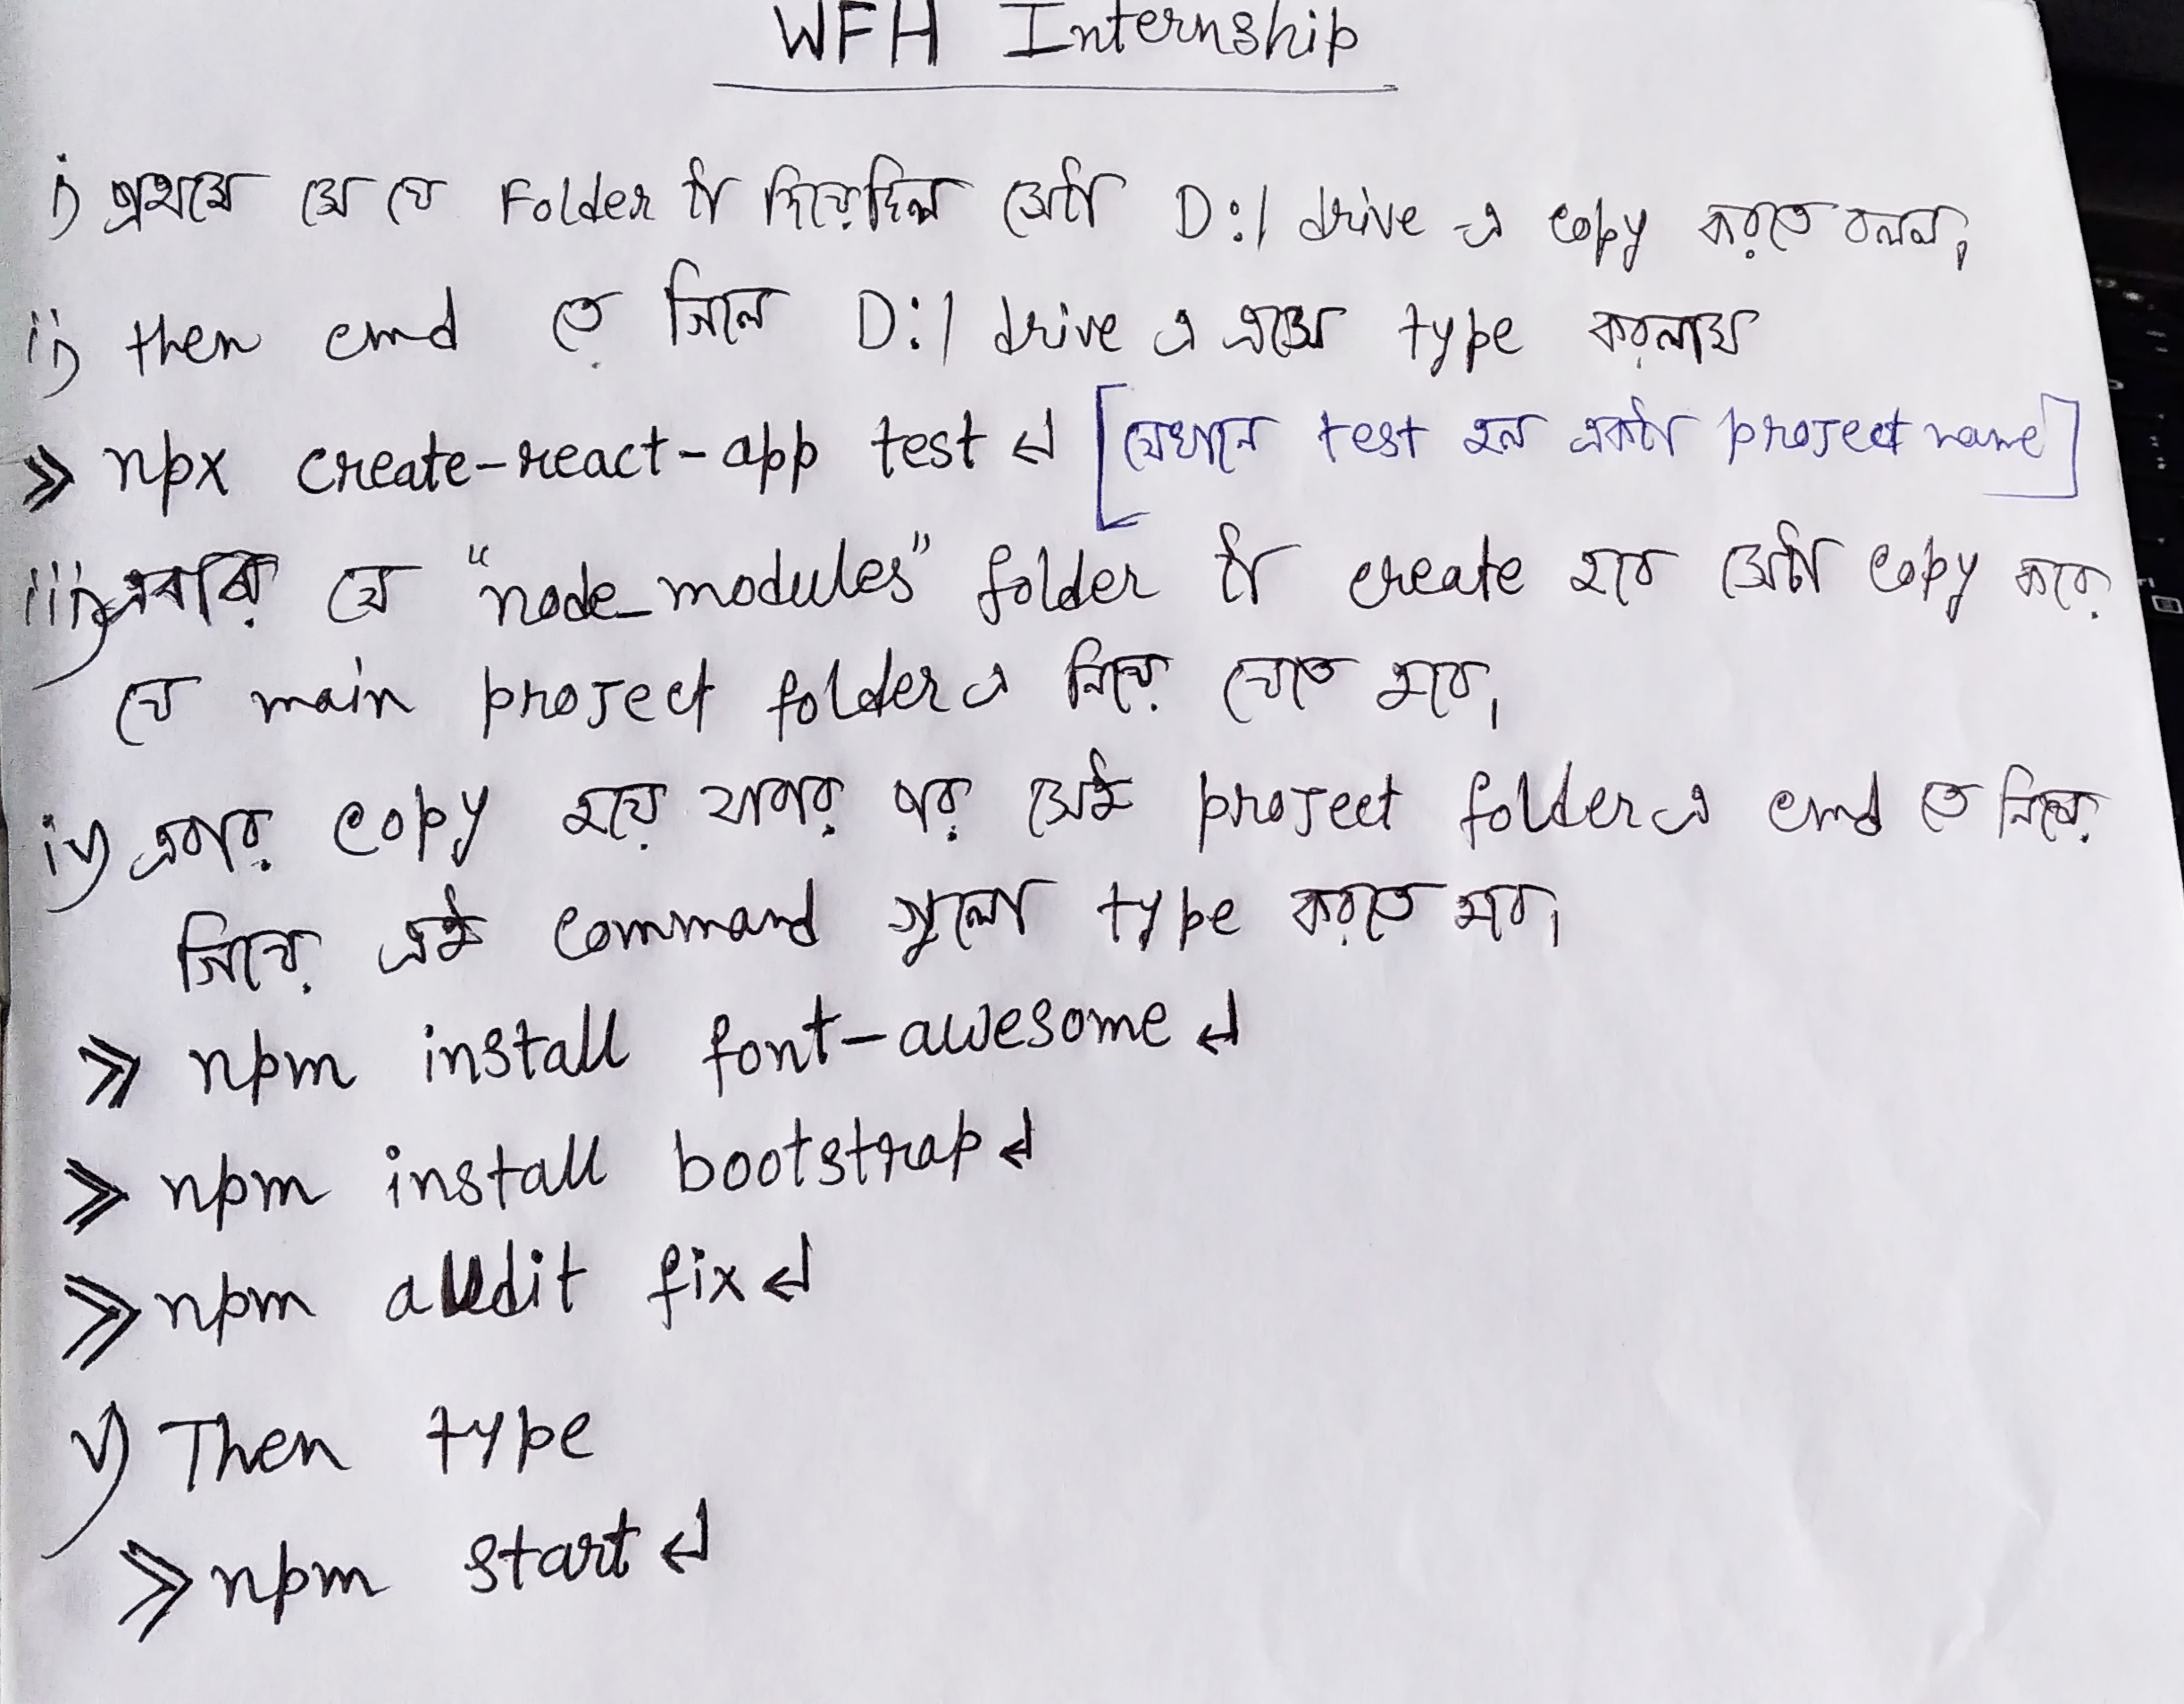 WFH Internship
i) প্রথমে সে যে Folder টা দিয়েছিল সেটা D:/ drive এ copy করতে বলল।
ii) then cmd তে গিলে D:/ drive এ এসে type করলাম
>> npx create-react-app test ↵ [যেখানে test হল একটা project name]
iii) এবার যে "node_modules" folder টা create হবে সেটা copy করে
যে main project folder এ নিয়ে যেতে হবে।
iv) এবার copy হয়ে যাবার পর সেই project folder এ cmd তে নিয়ে
গিয়ে এই command গুলো type করতে হবে।
>> npm install font-awesome ↵
>> npm install bootstrap ↵
>> npm audit fix ↵
v) Then type
>> npm start ↵